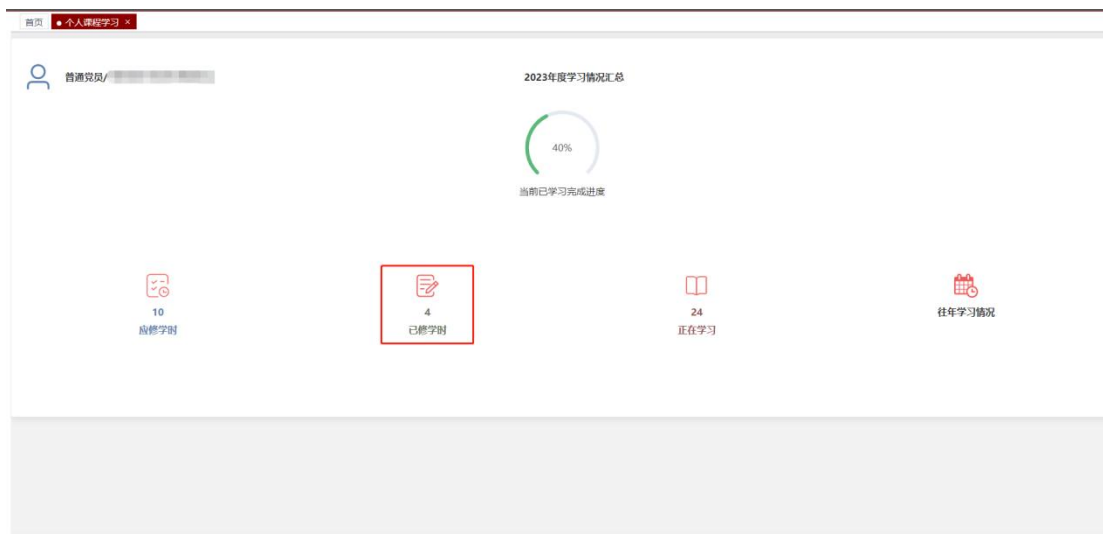 首页 ● 个人课程学习 ×
普通党员/
2023年度学习情况汇总
40%
当前已学习完成进度
10
应修学时
4
已修学时
24
正在学习
往年学习情况